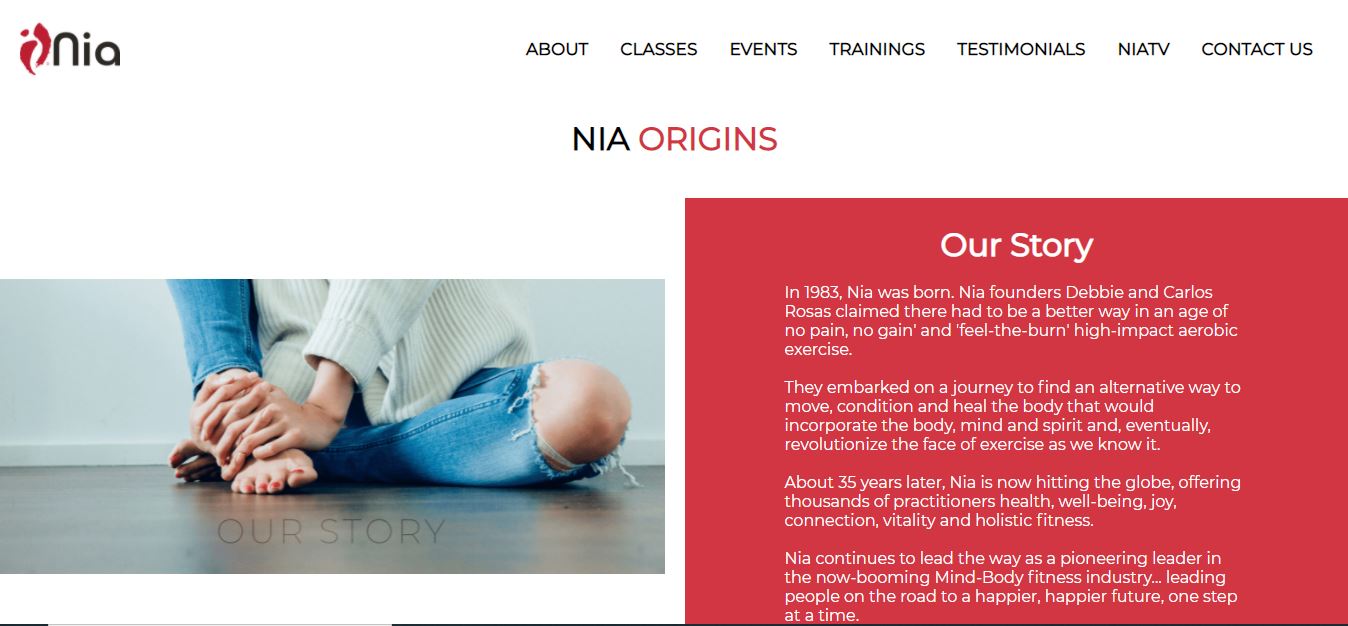 Nia
ABOUT CLASSES EVENTS TRAININGS TESTIMONIALS NIATV CONTACT US
NIA ORIGINS
OUR STORY
Our Story
In 1983, Nia was born. Nia founders Debbie and Carlos
Rosas claimed there had to be a better way in an age of
no pain, no gain' and 'feel-the-burn' high-impact aerobic
exercise.
They embarked on a journey to find an alternative way to
move, condition and heal the body that would
incorporate the body, mind and spirit and, eventually,
revolutionize the face of exercise as we know it.
About 35 years later, Nia is now hitting the globe, offering
thousands of practitioners health, well-being, joy,
connection, vitality and holistic fitness.
Nia continues to lead the way as a pioneering leader in
the now-booming Mind-Body fitness industry... leading
people on the road to a happier, happier future, one step
at a time.